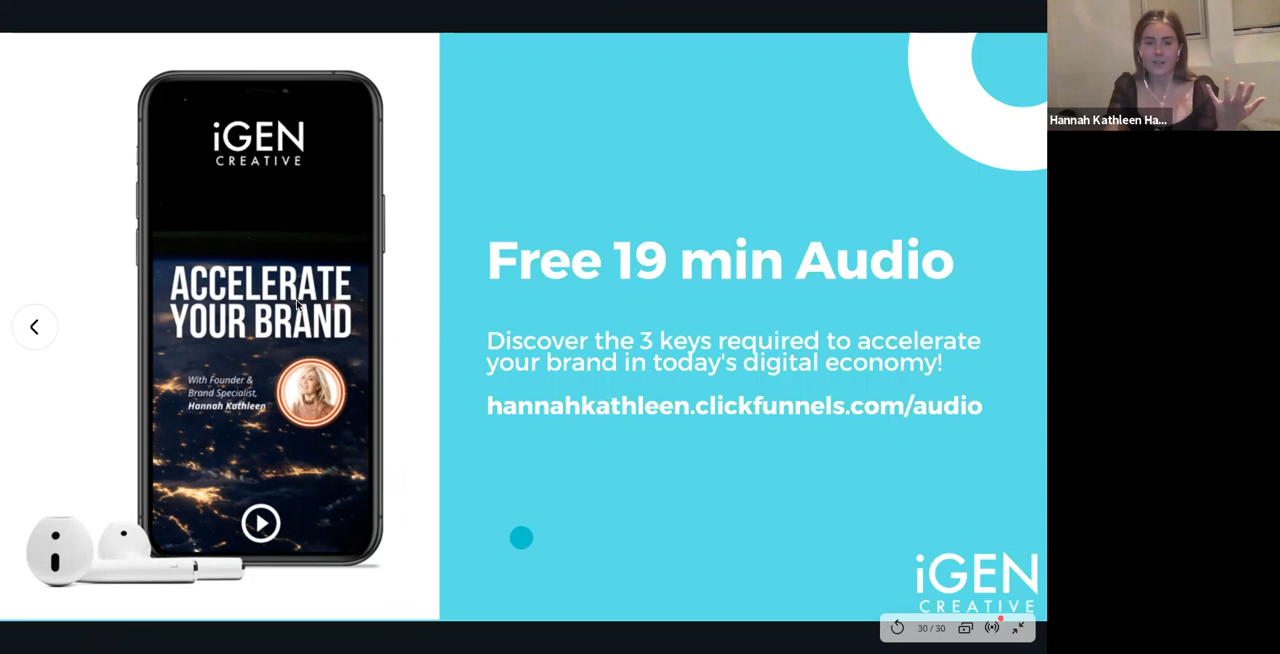 iGEN
CREATIVE
ACCELERATE
YOUR BRAND
With Founder &
Brand Specialist,
Hannah Kathleen
Free 19 min Audio
Discover the 3 keys required to accelerate
your brand in today's digital economy!
hannahkathleen.clickfunnels.com/audio
iGEN
CREATIVE
30 / 30
Hannah Kathleen Ha...